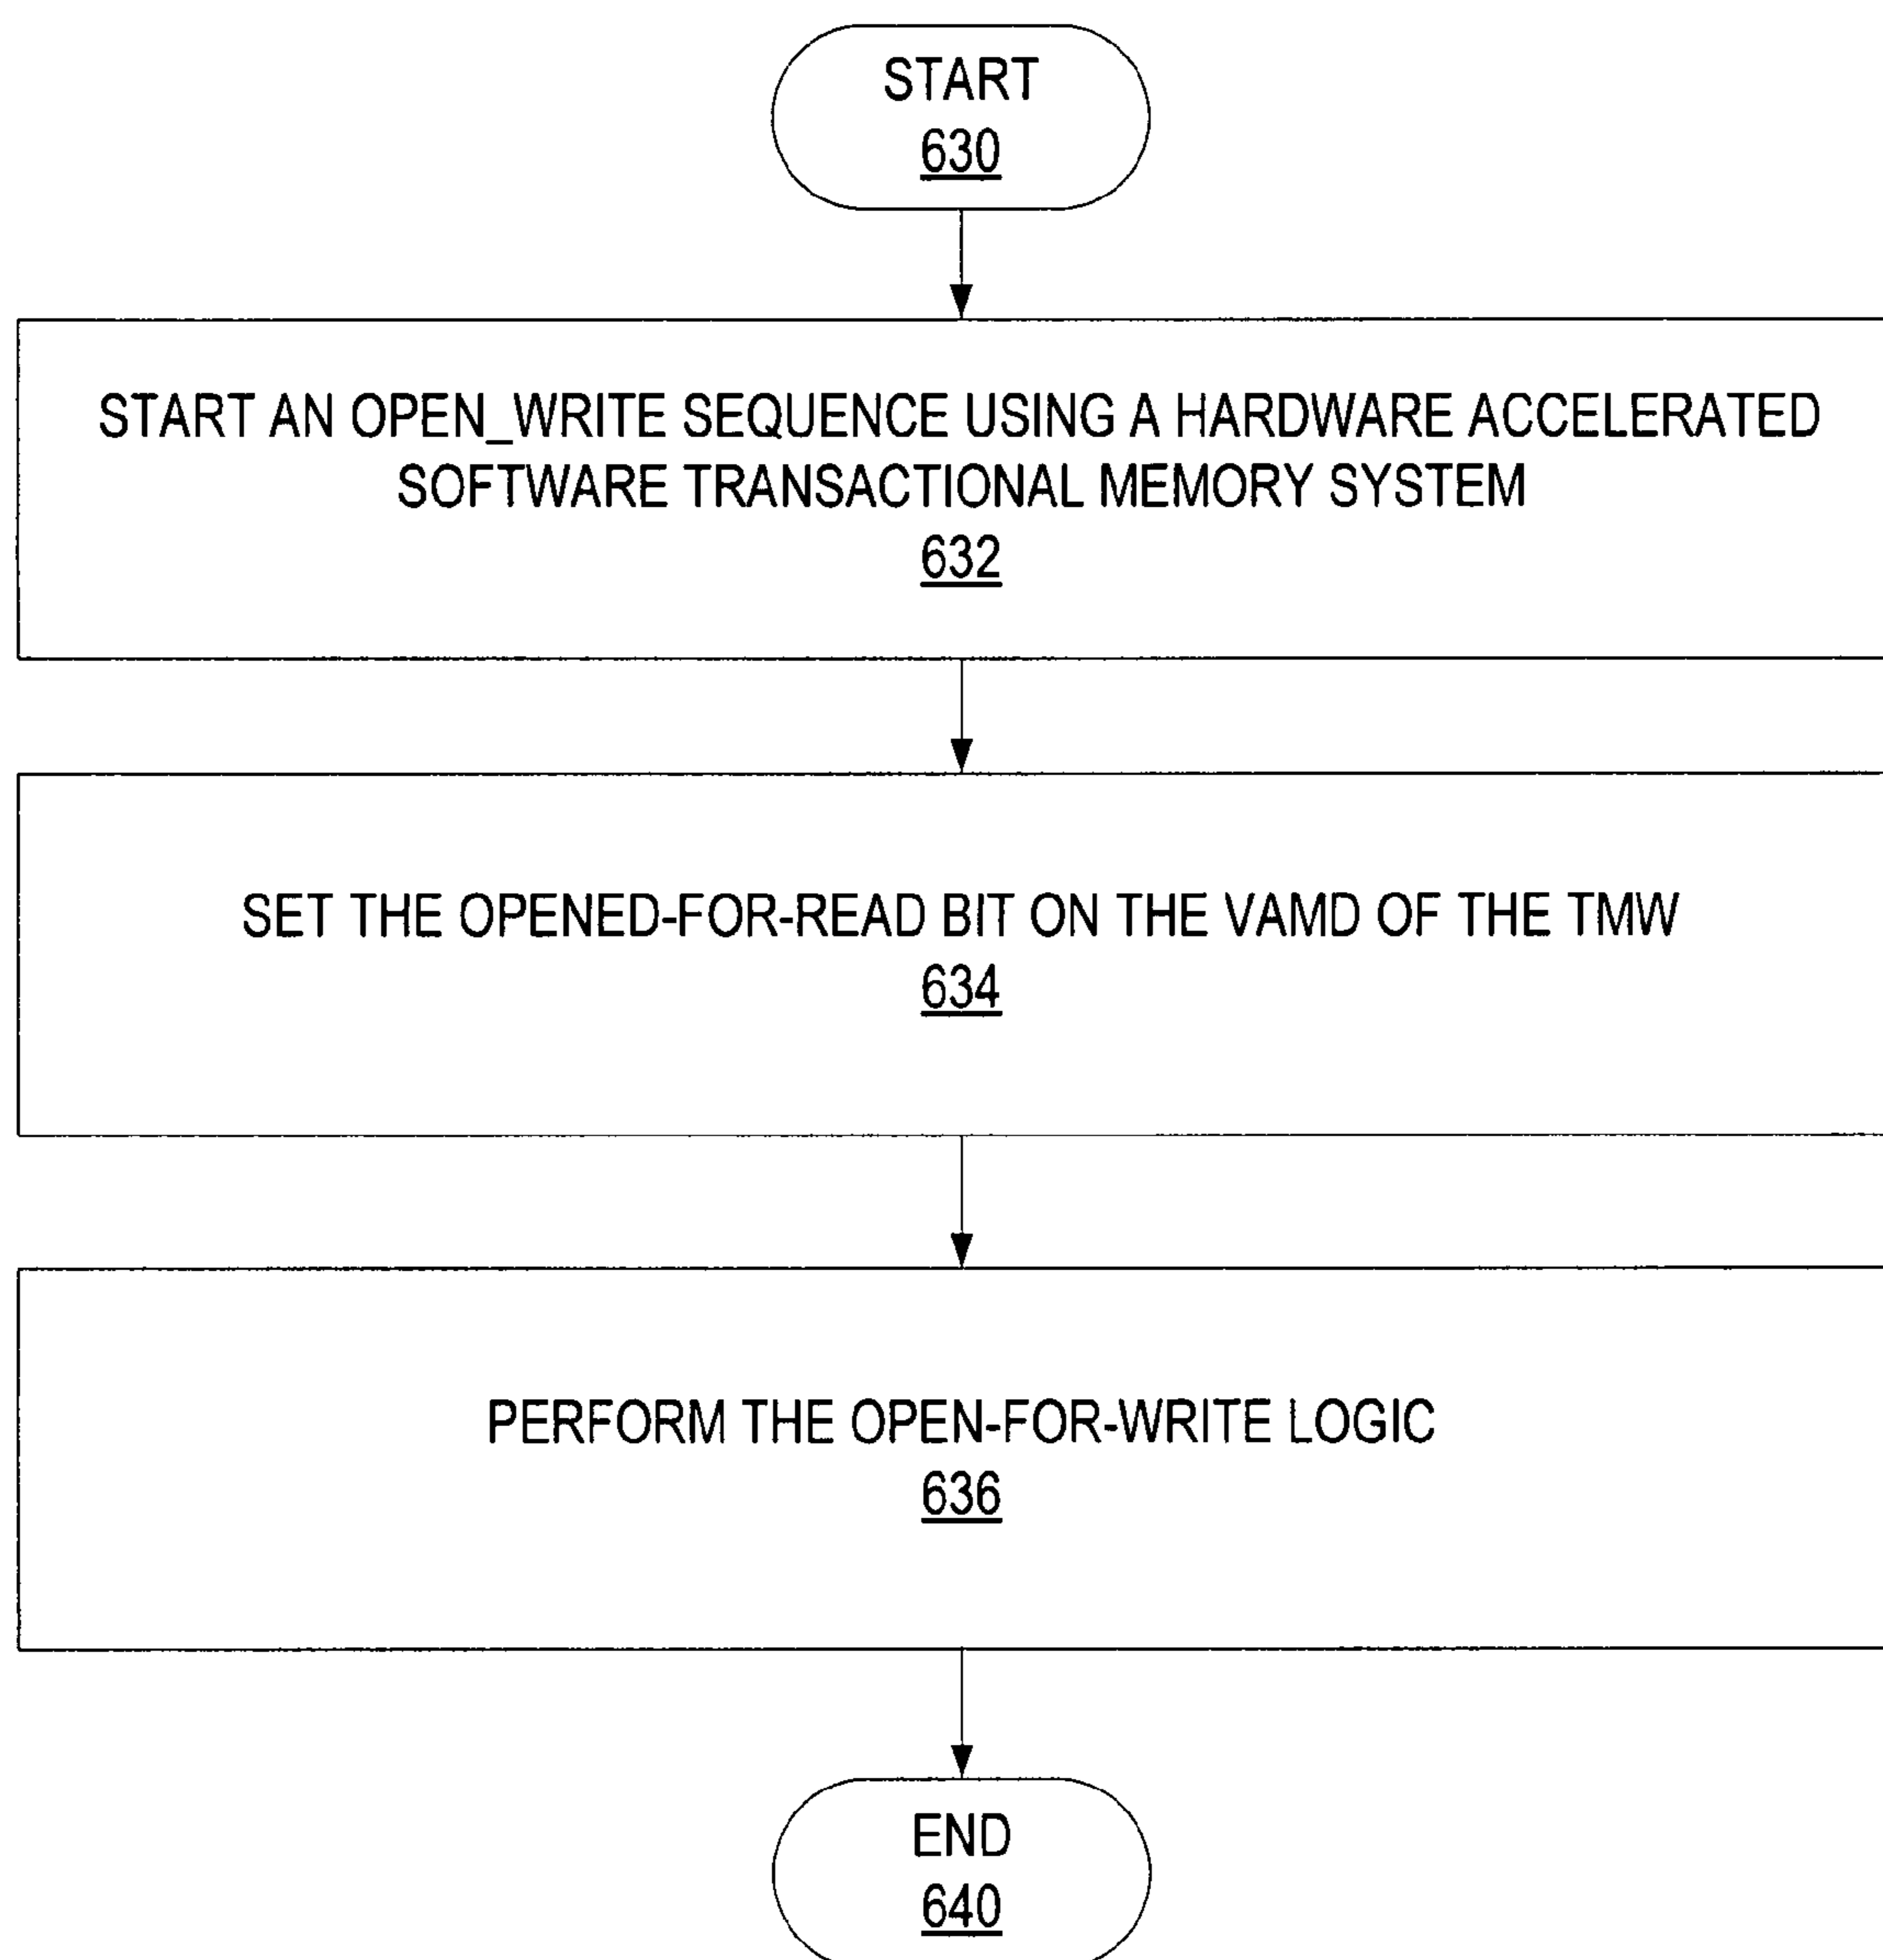 START
630
START AN OPEN_WRITE SEQUENCE USING A HARDWARE ACCELERATED
SOFTWARE TRANSACTIONAL MEMORY SYSTEM
632
SET THE OPENED-FOR-READ BIT ON THE VAMD OF THE TMW
634
PERFORM THE OPEN-FOR-WRITE LOGIC
636
END
640